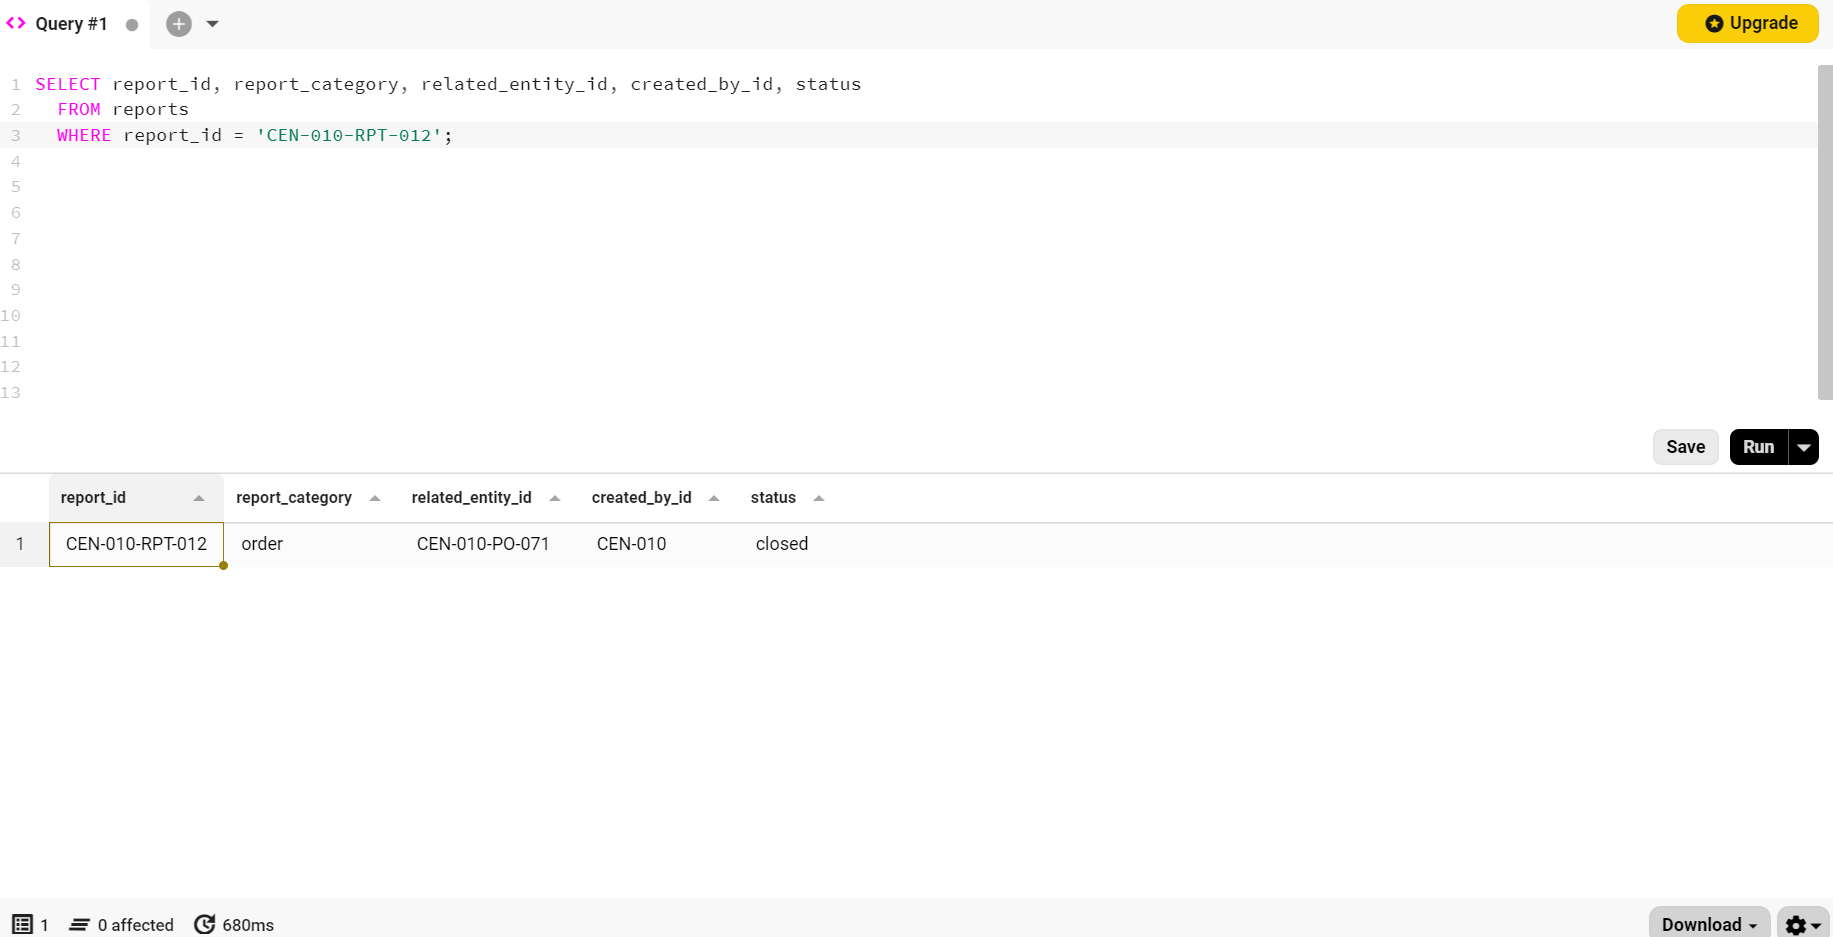 Query #1
Upgrade
1 SELECT report_id, report_category, related_entity_id, created_by_id, status
2 FROM reports
3 WHERE report_id = 'CEN-010-RPT-012';
4
5
6
7
8
9
10
11
12
13
Save Run
report_id report_category related_entity_id created_by_id status
1 CEN-010-RPT-012 order CEN-010-PO-071 CEN-010 closed
1 0 affected 680ms Download